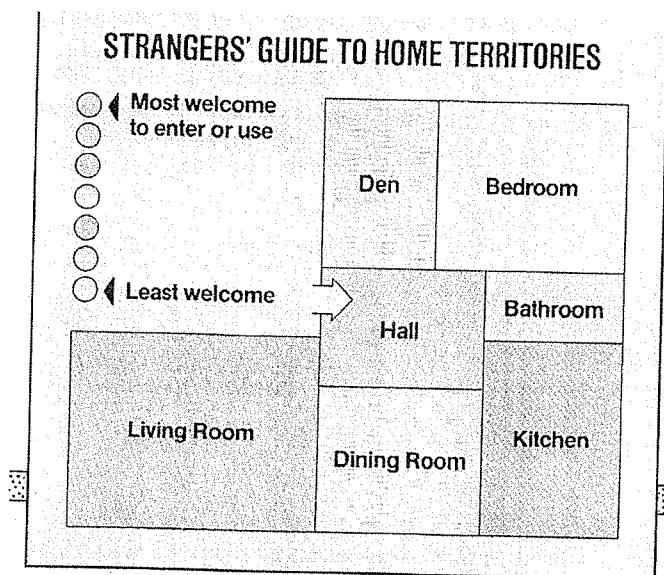 STRANGERS' GUIDE TO HOME TERRITORIES
Most welcome
to enter or use
Least welcome
Den
Bedroom
Hall
Bathroom
Living Room
Dining Room
Kitchen